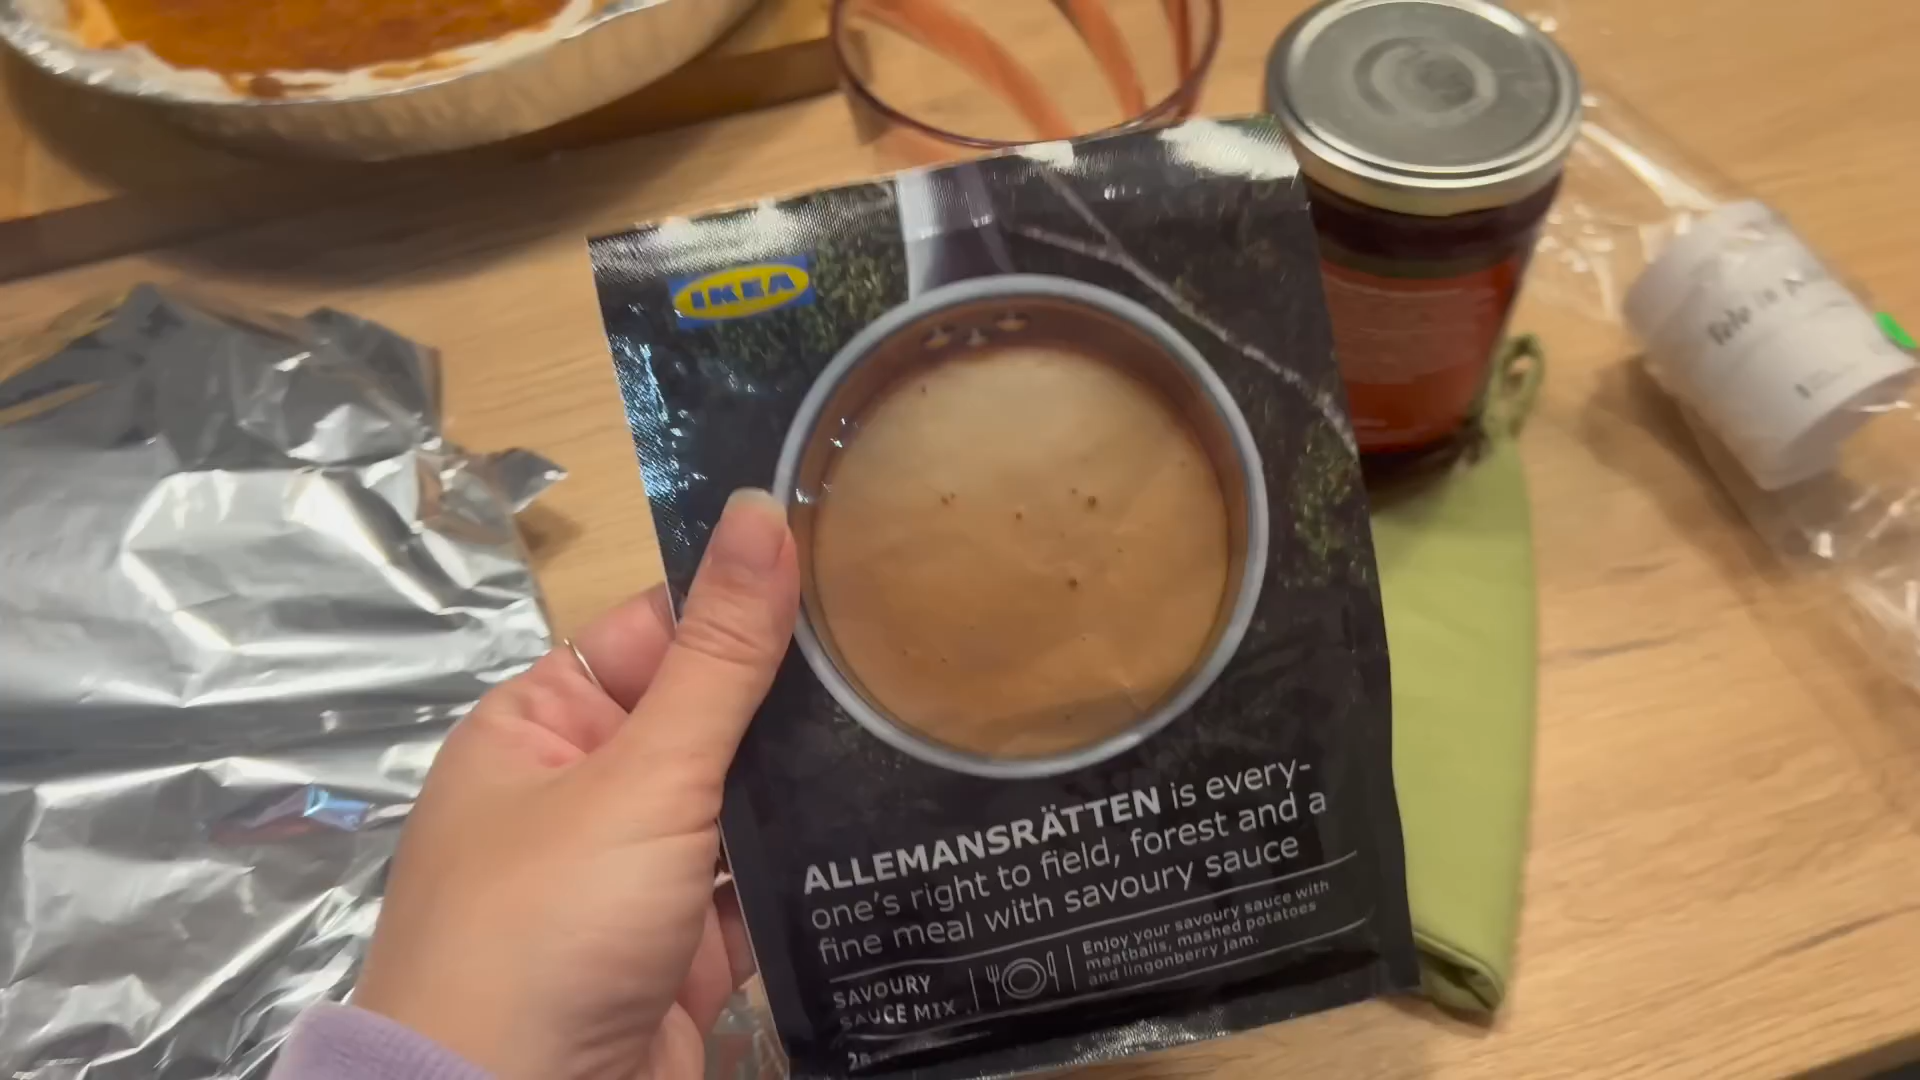 IKEA
ALLEMANSRÄTTEN is every-
one's right to field, forest and a
fine meal with savoury sauce
SAVOURY
SAUCE MIX
Enjoy your savoury sauce with
meatballs, mashed potatoes
and lingonberry jam.